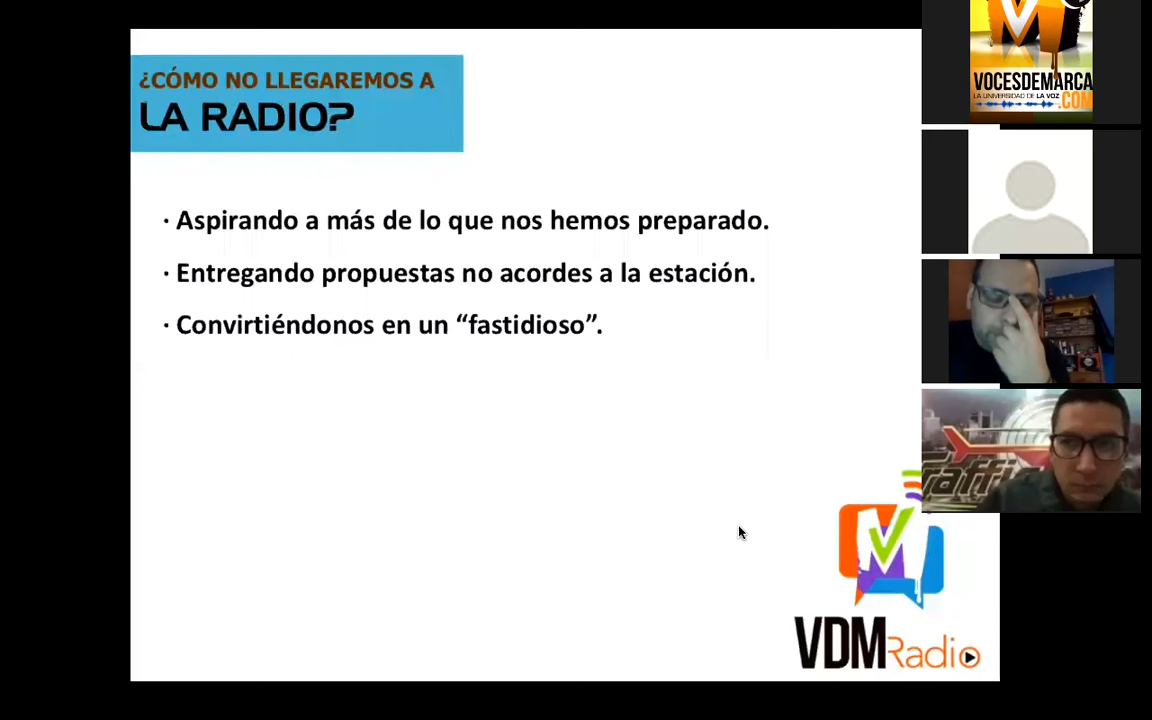 ¿CÓMO NO LLEGAREMOS A
LA RADIO?
· Aspirando a más de lo que nos hemos preparado.
· Entregando propuestas no acordes a la estación.
· Convirtiéndonos en un “fastidioso”.
VDMRadio
VOCESDEMARCA
LA UNIVERSIDAD DE LA VOZ
.COM
Traffic